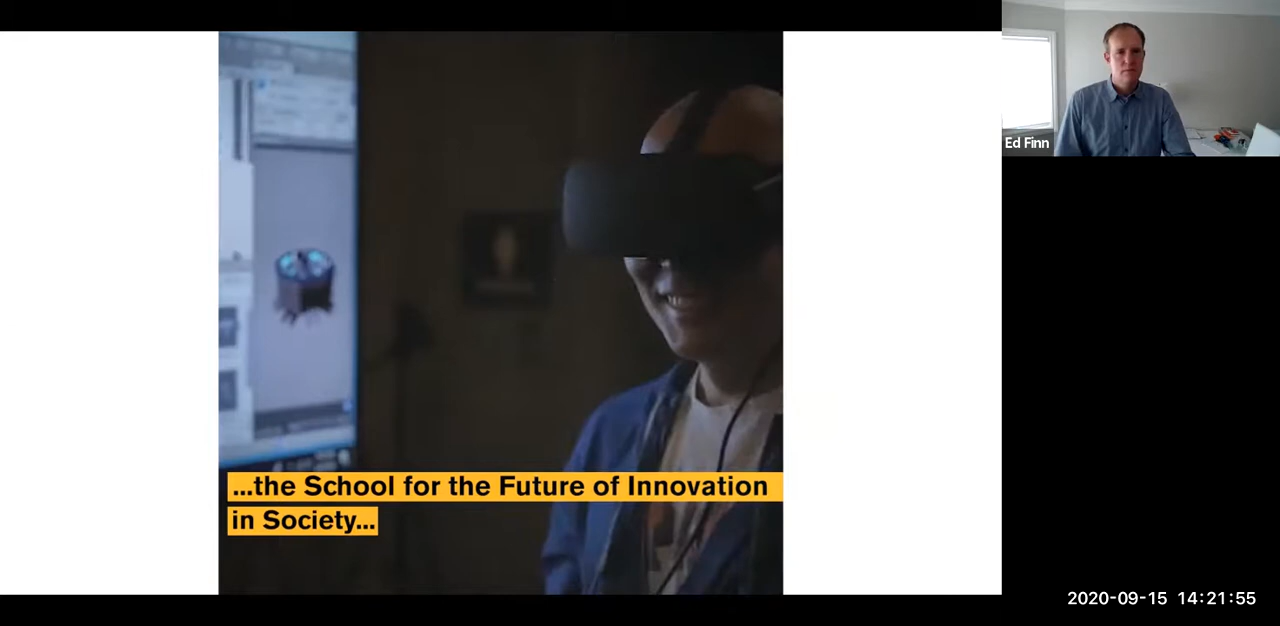 Ed Finn
...the School for the Future of Innovation
in Society...
2020-09-15 14:21:55